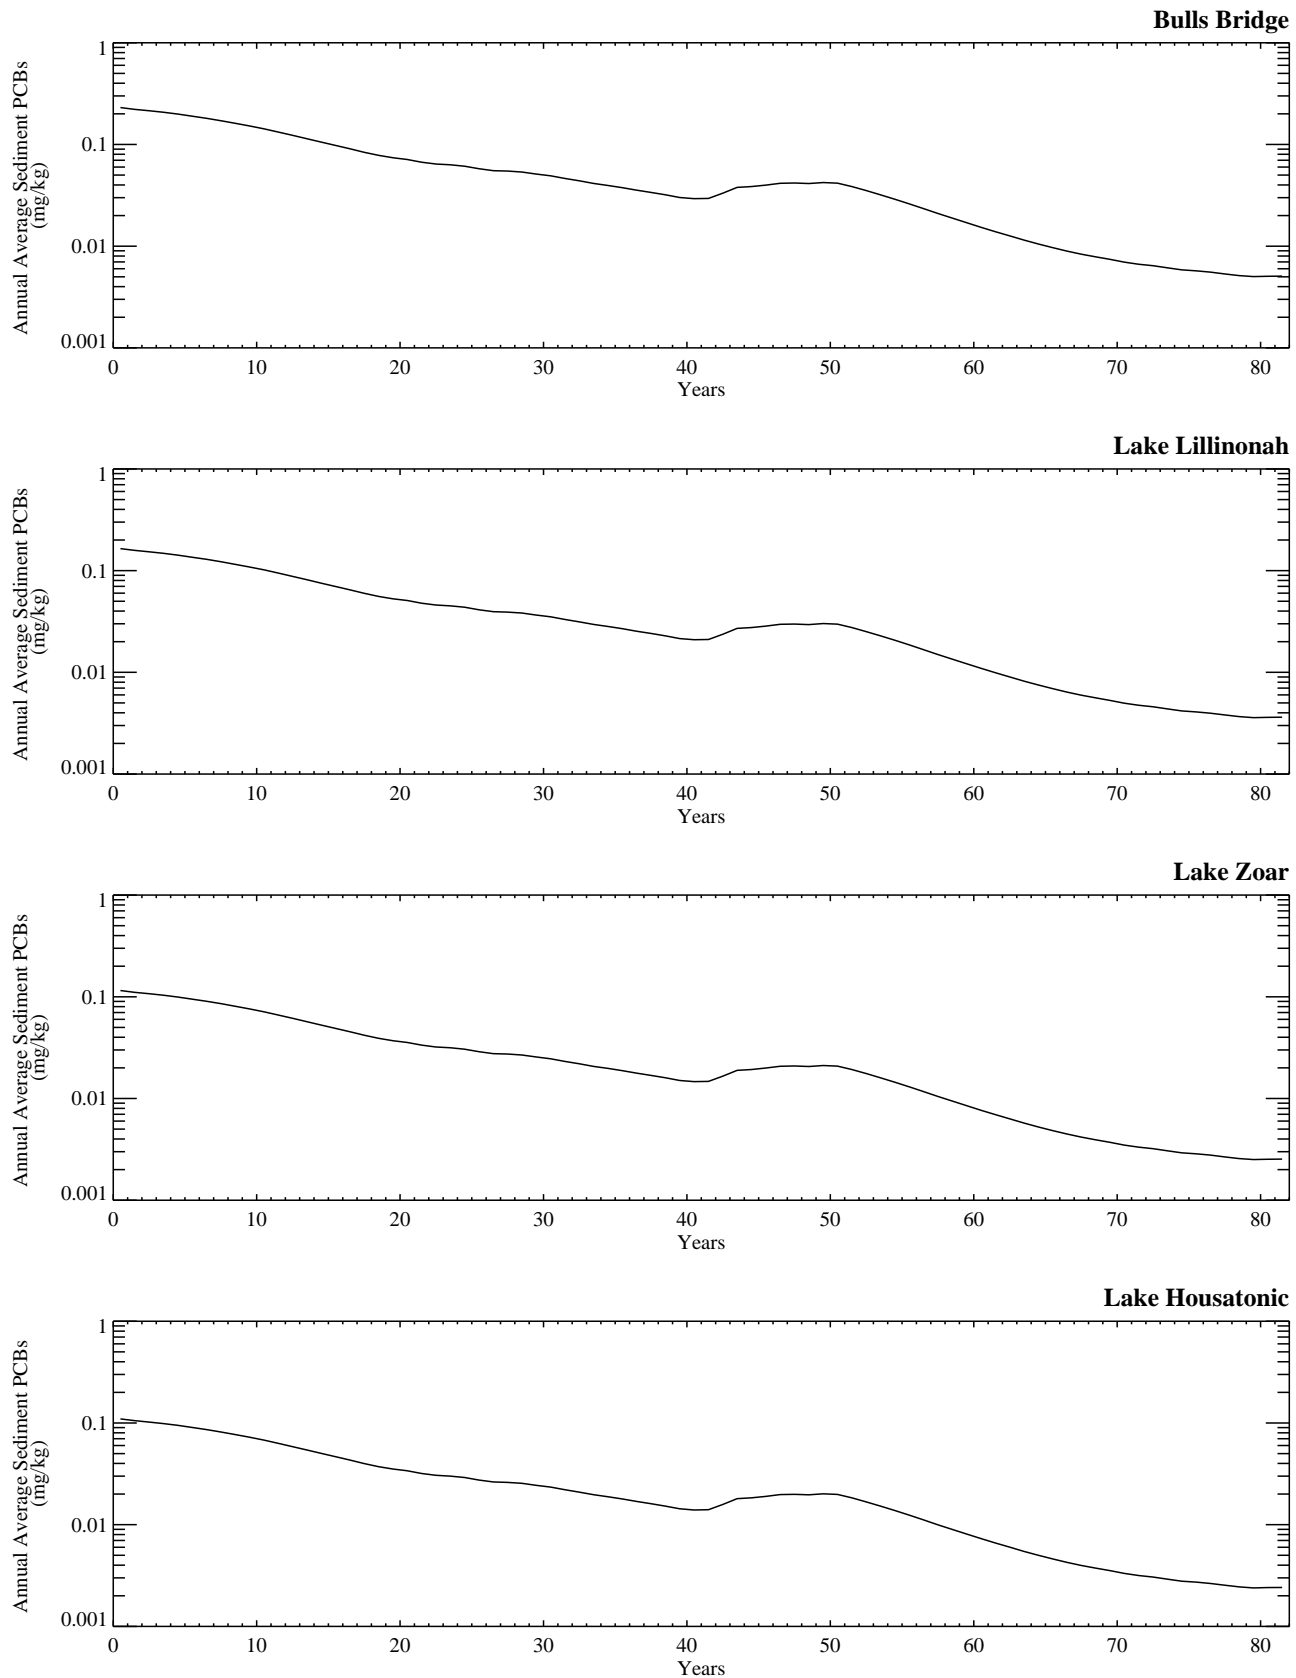 Bulls Bridge
Annual Average Sediment PCBs
(mg/kg)
1
0.1
0.01
0.001
0 10 20 30 40 50 60 70 80
Years
Lake Lillinonah
Annual Average Sediment PCBs
(mg/kg)
1
0.1
0.01
0.001
0 10 20 30 40 50 60 70 80
Years
Lake Zoar
Annual Average Sediment PCBs
(mg/kg)
1
0.1
0.01
0.001
0 10 20 30 40 50 60 70 80
Years
Lake Housatonic
Annual Average Sediment PCBs
(mg/kg)
1
0.1
0.01
0.001
0 10 20 30 40 50 60 70 80
Years